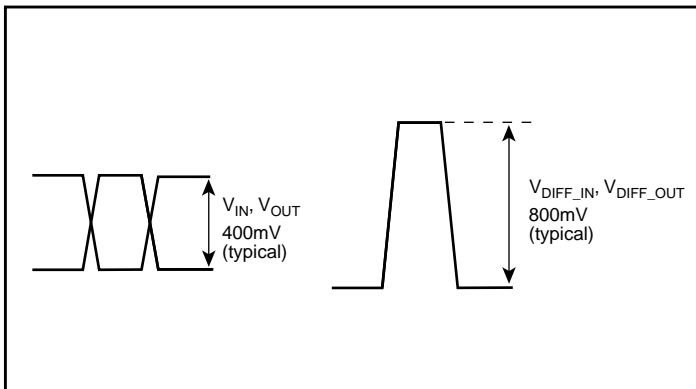 V_IN, V_OUT
400mV
(typical)
V_DIFF_IN, V_DIFF_OUT
800mV
(typical)